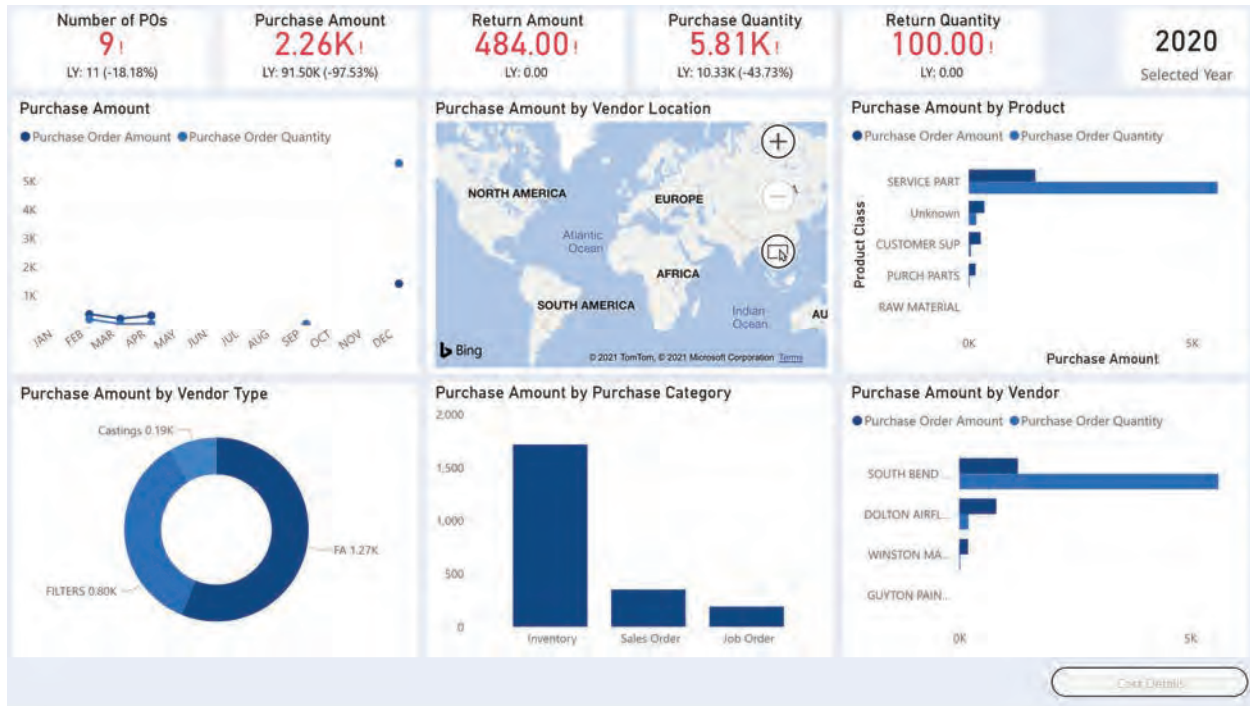 Number of POs
9!
LY: 11 (-18.18%)
Purchase Amount
2.26K!
LY: 91.50K (-97.53%)
Return Amount
484.00!
LY: 0.00
Purchase Quantity
5.81K!
LY: 10.33K (-43.73%)
Return Quantity
100.00!
LY: 0.00
2020
Selected Year
Purchase Amount
Purchase Order Amount Purchase Order Quantity
5K
4K
3K
2K
1K
JAN FEB MAR APR MAY JUN JUL AUG SEP OCT NOV DEC
Purchase Amount by Vendor Location
NORTH AMERICA
EUROPE
Atlantic
Ocean
AFRICA
SOUTH AMERICA
Indian
Ocean
AU
Bing
© 2021 TomTom, © 2021 Microsoft Corporation Terms
Purchase Amount by Product
Purchase Order Amount Purchase Order Quantity
Product Class
SERVICE PART
Unknown
CUSTOMER SUP
PURCH PARTS
RAW MATERIAL
0K 5K
Purchase Amount
Purchase Amount by Vendor Type
Castings 0.19K
FA 1.27K
FILTERS 0.80K
Purchase Amount by Purchase Category
2,000
1,500
1,000
500
0
Inventory Sales Order Job Order
Purchase Amount by Vendor
Purchase Order Amount Purchase Order Quantity
SOUTH BEND ...
DOLTON AIRFL...
WINSTON MA...
GUYTON PAIN...
0K 5K
Cost Details